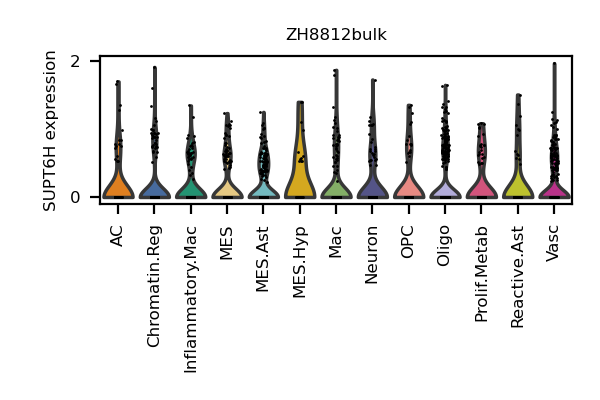 ZH8812bulk
SUPT6H expression
2
0
AC
Chromatin.Reg
Inflammatory.Mac
MES
MES.Ast
MES.Hyp
Mac
Neuron
OPC
Oligo
Prolif.Metab
Reactive.Ast
Vasc